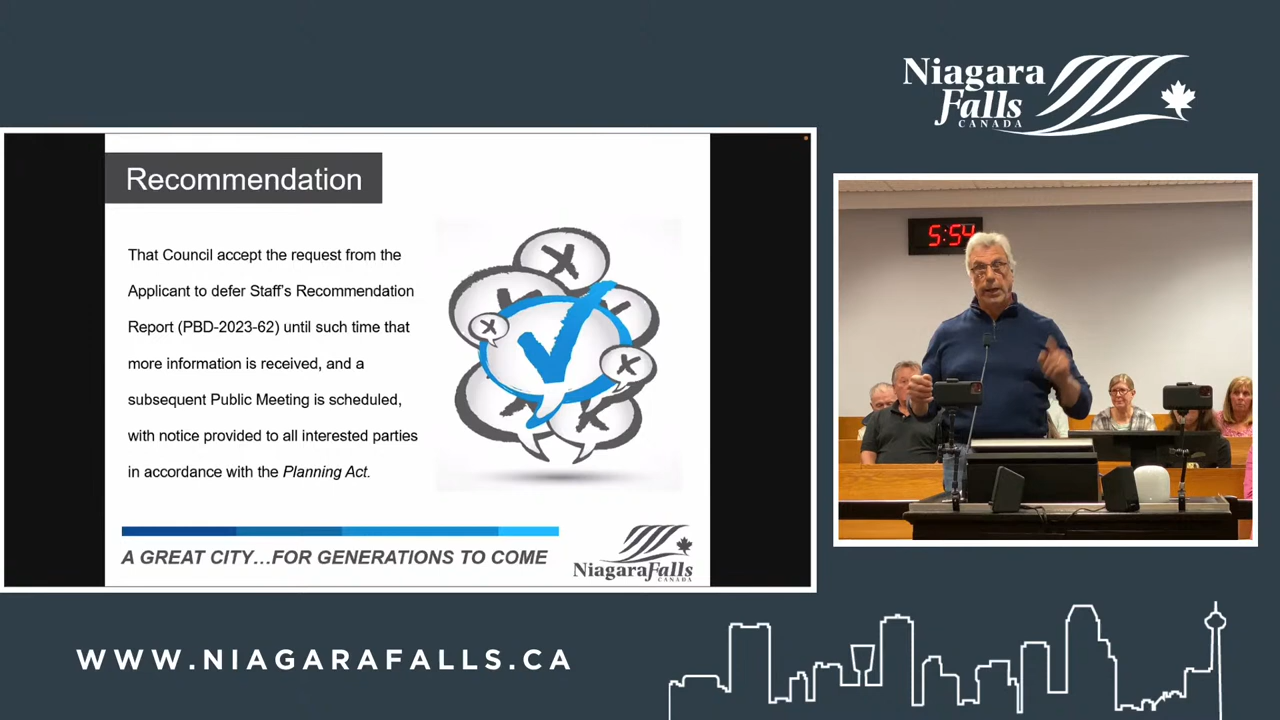 Niagara
Falls
CANADA
Recommendation
That Council accept the request from the
Applicant to defer Staff's Recommendation
Report (PBD-2023-62) until such time that
more information is received, and a
subsequent Public Meeting is scheduled,
with notice provided to all interested parties
in accordance with the Planning Act.
A GREAT CITY...FOR GENERATIONS TO COME
NiagaraFalls
CANADA
5:54
WWW.NIAGARAFALLS.CA